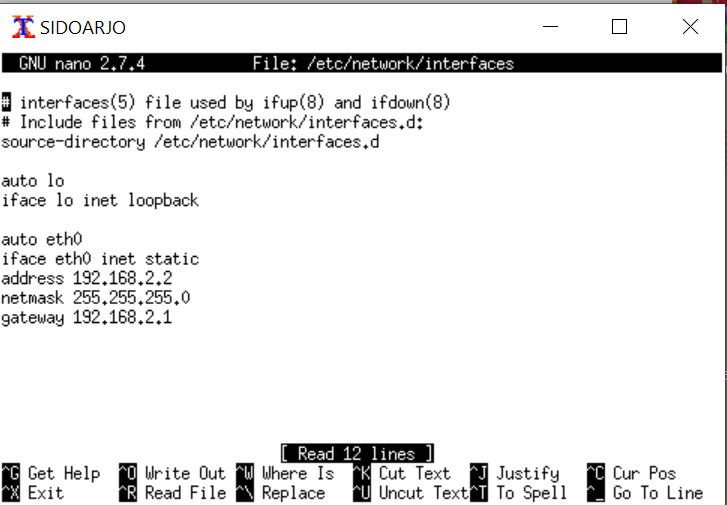 SIDOARJO
GNU nano 2.7.4 File: /etc/network/interfaces
# interfaces(5) file used by ifup(8) and ifdown(8)
# Include files from /etc/network/interfaces.d:
source-directory /etc/network/interfaces.d
auto lo
iface lo inet loopback
auto eth0
iface eth0 inet static
address 192.168.2.2
netmask 255.255.255.0
gateway 192.168.2.1
[ Read 12 lines ]
^G Get Help ^O Write Out ^W Where Is ^K Cut Text ^J Justify ^C Cur Pos
^X Exit ^R Read File ^\ Replace ^U Uncut Text ^T To Spell ^_ Go To Line